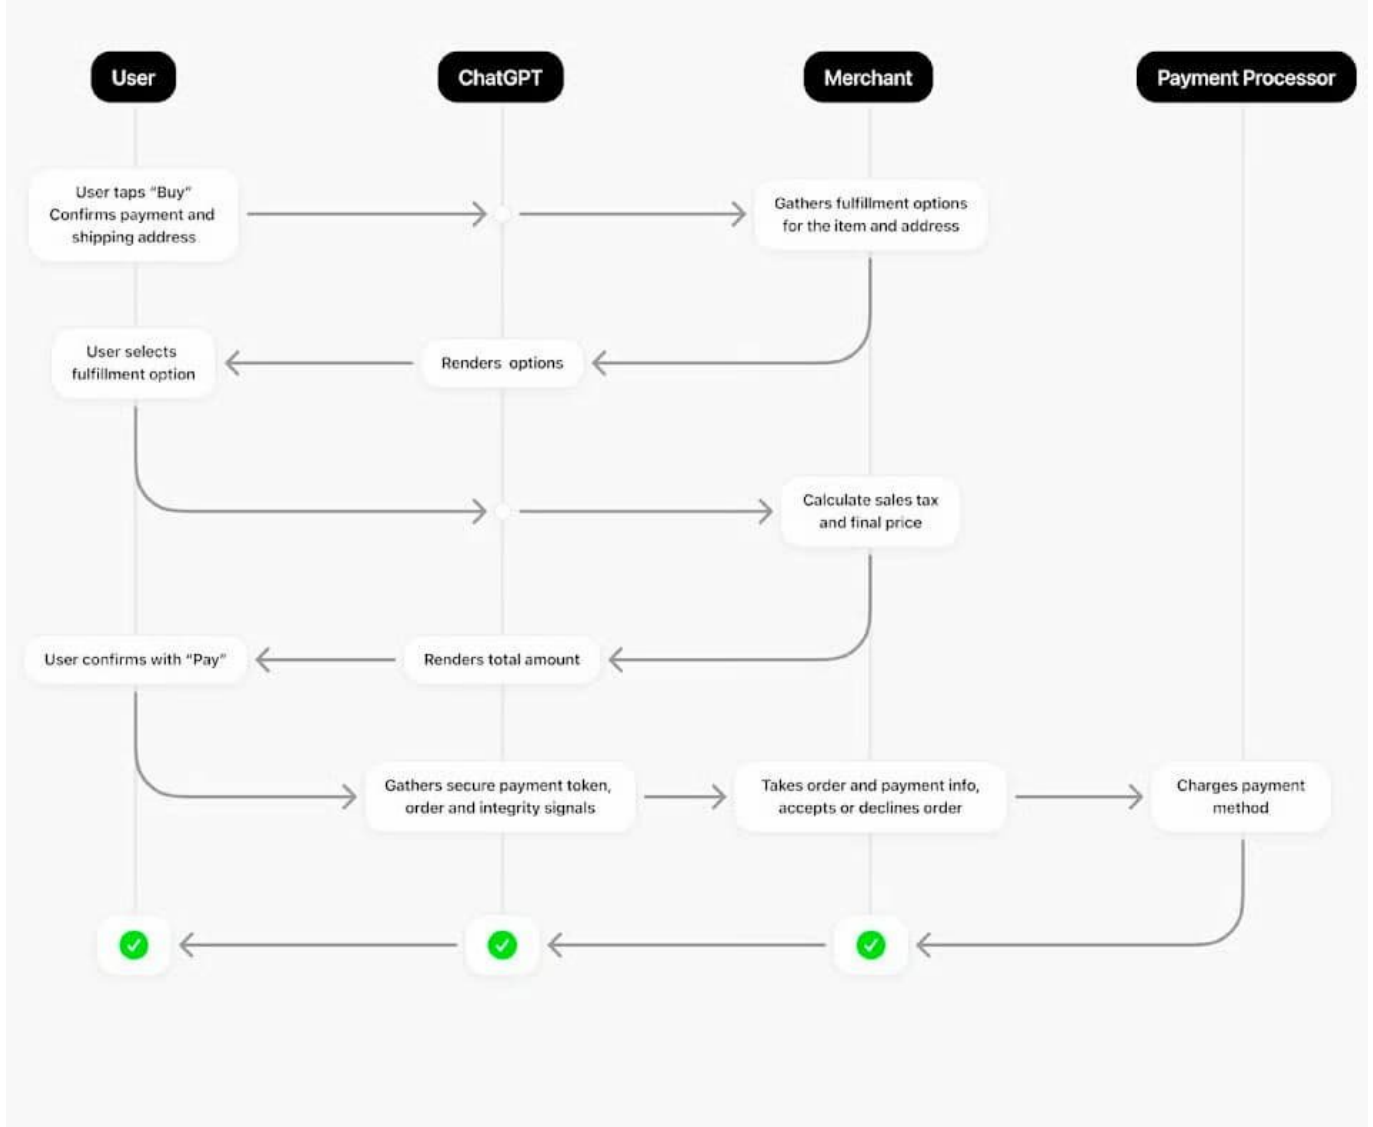 User
ChatGPT
Merchant
Payment Processor
User taps “Buy”
Confirms payment and
shipping address
Gathers fulfillment options
for the item and address
User selects
fulfillment option
Renders options
Calculate sales tax
and final price
User confirms with “Pay”
Renders total amount
Gathers secure payment token,
order and integrity signals
Takes order and payment info,
accepts or declines order
Charges payment
method